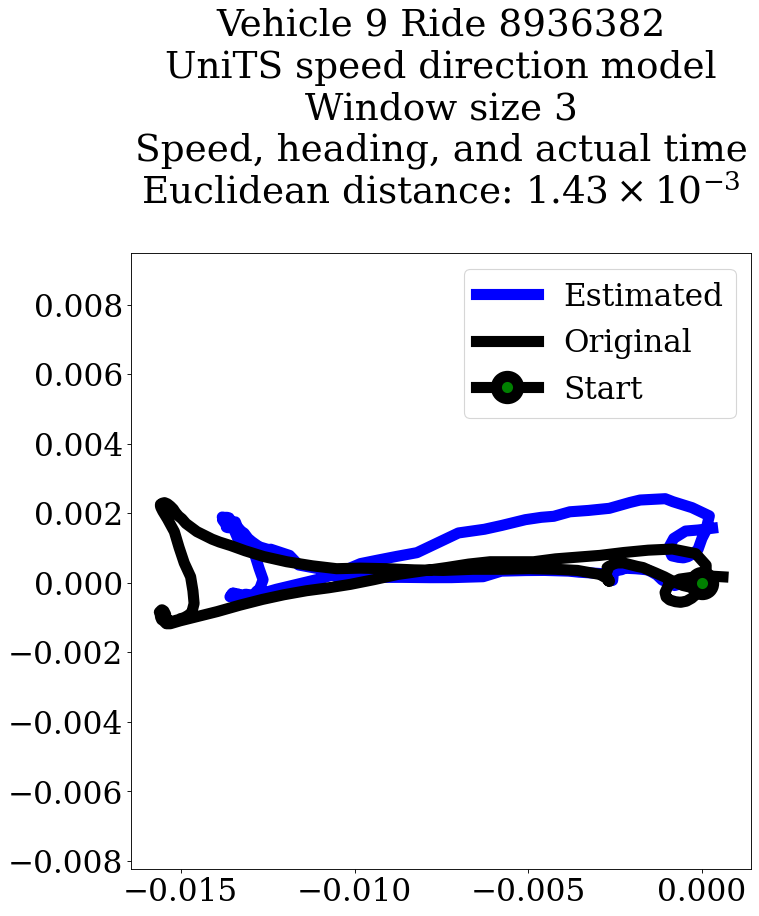 Vehicle 9 Ride 8936382
UniTS speed direction model
Window size 3
Speed, heading, and actual time
Euclidean distance: 1.43 × 10⁻³
Estimated
Original
Start
0.008
0.006
0.004
0.002
0.000
−0.002
−0.004
−0.006
−0.008
−0.015 −0.010 −0.005 0.000